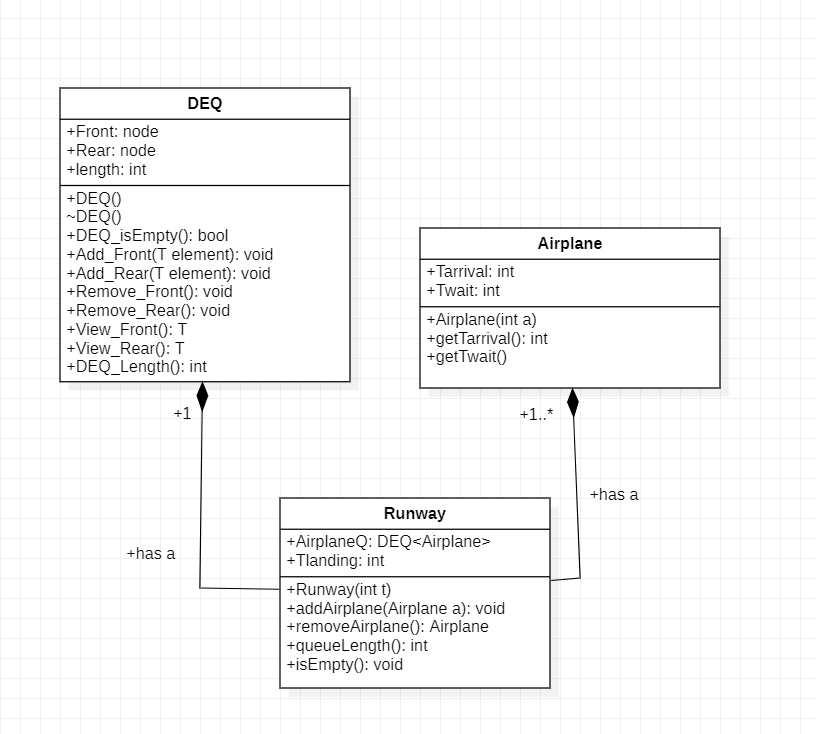 DEQ
+Front: node
+Rear: node
+length: int
+DEQ()
~DEQ()
+DEQ_isEmpty(): bool
+Add_Front(T element): void
+Add_Rear(T element): void
+Remove_Front(): void
+Remove_Rear(): void
+View_Front(): T
+View_Rear(): T
+DEQ_Length(): int
Airplane
+Tarrival: int
+Twait: int
+Airplane(int a)
+getTarrival(): int
+getTwait()
+1
+1..*
+has a
+has a
Runway
+AirplaneQ: DEQ<Airplane>
+Tlanding: int
+Runway(int t)
+addAirplane(Airplane a): void
+removeAirplane(): Airplane
+queueLength(): int
+isEmpty(): void